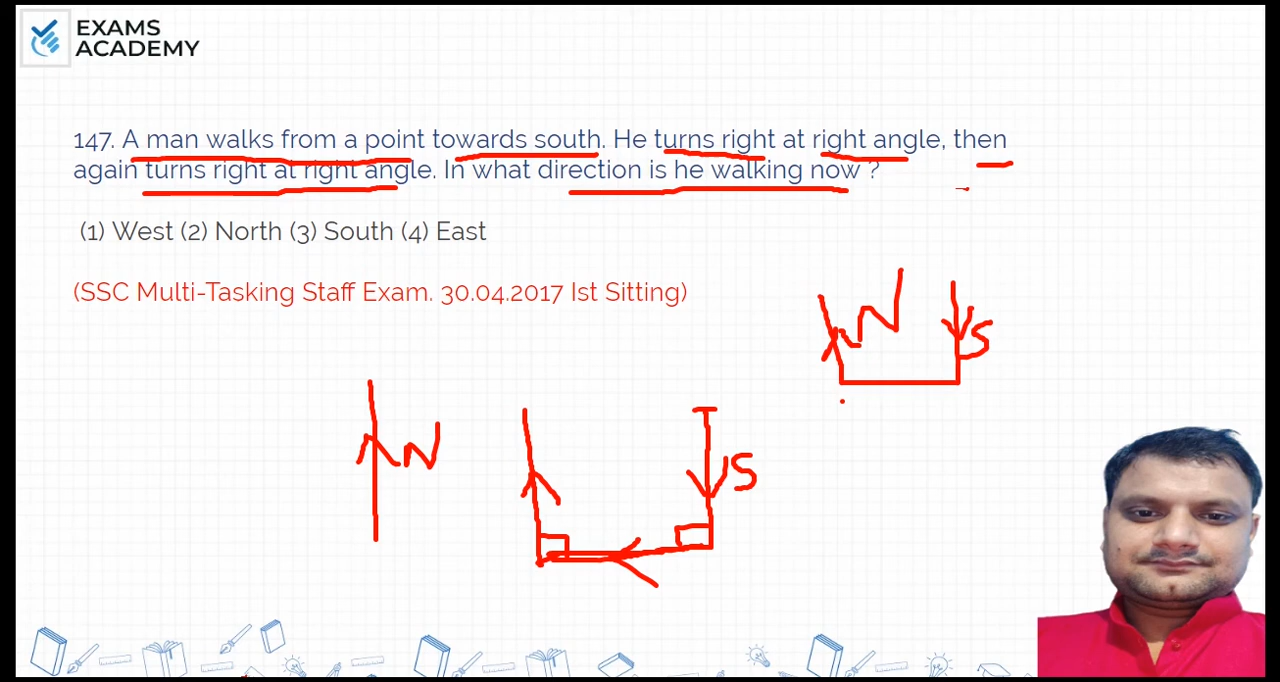 EXAMS
ACADEMY
147. A man walks from a point towards south. He turns right at right angle, then
again turns right at right angle. In what direction is he walking now ?
(1) West (2) North (3) South (4) East
(SSC Multi-Tasking Staff Exam. 30.04.2017 Ist Sitting)
N S
N S